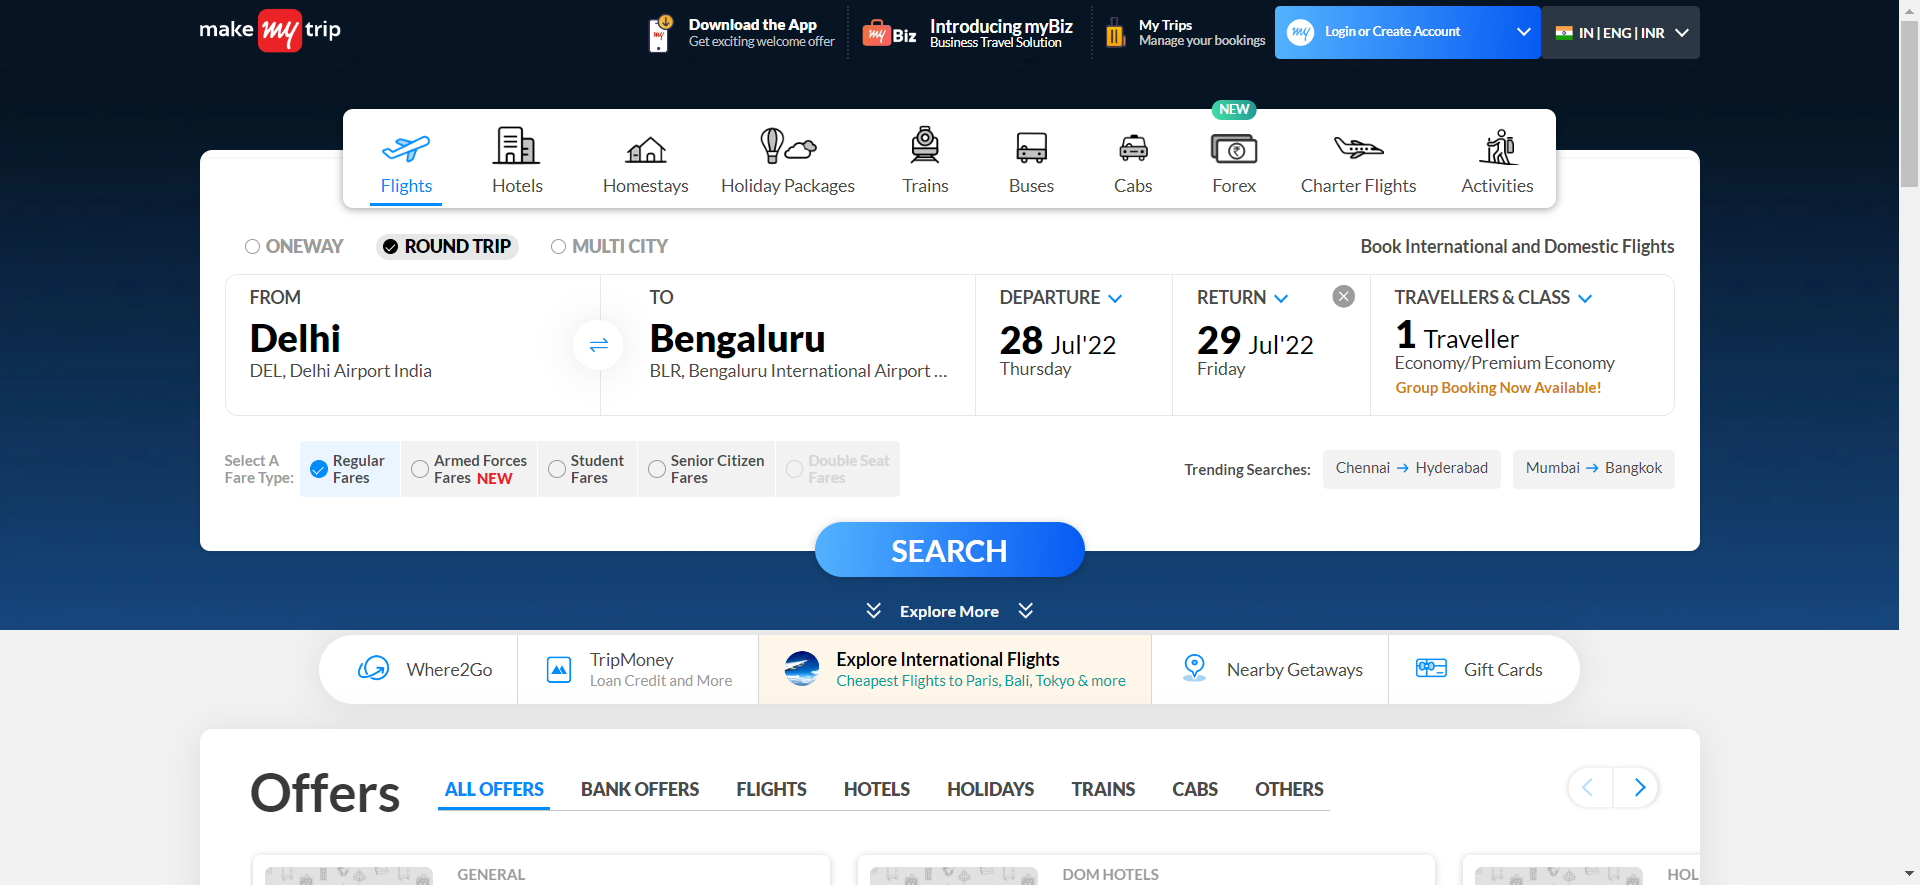 make my trip
Download the App
Get exciting welcome offer
my Biz
Introducing myBiz
Business Travel Solution
My Trips
Manage your bookings
my
Login or Create Account
IN | ENG | INR
NEW
Flights
Hotels
Homestays
Holiday Packages
Trains
Buses
Cabs
Forex
Charter Flights
Activities
ONEWAY
ROUND TRIP
MULTI CITY
Book International and Domestic Flights
FROM
Delhi
DEL, Delhi Airport India
TO
Bengaluru
BLR, Bengaluru International Airport ...
DEPARTURE
28 Jul'22
Thursday
RETURN
29 Jul'22
Friday
TRAVELLERS & CLASS
1 Traveller
Economy/Premium Economy
Group Booking Now Available!
Select A
Fare Type:
Regular
Fares
Armed Forces
Fares NEW
Student
Fares
Senior Citizen
Fares
Double Seat
Fares
Trending Searches:
Chennai → Hyderabad
Mumbai → Bangkok
SEARCH
Explore More
Where2Go
TripMoney
Loan Credit and More
Explore International Flights
Cheapest Flights to Paris, Bali, Tokyo & more
Nearby Getaways
Gift Cards
Offers
ALL OFFERS
BANK OFFERS
FLIGHTS
HOTELS
HOLIDAYS
TRAINS
CABS
OTHERS
GENERAL
DOM HOTELS
HOL